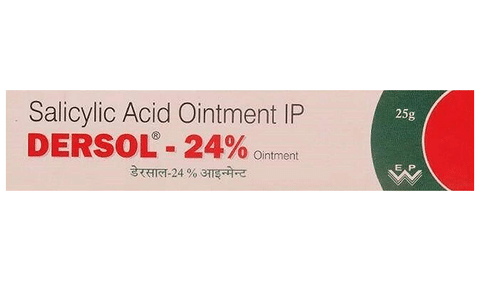 Salicylic Acid Ointment IP
DERSOL® - 24% Ointment
डेरसाल-24 % आइन्मेन्ट
25g
E P
W